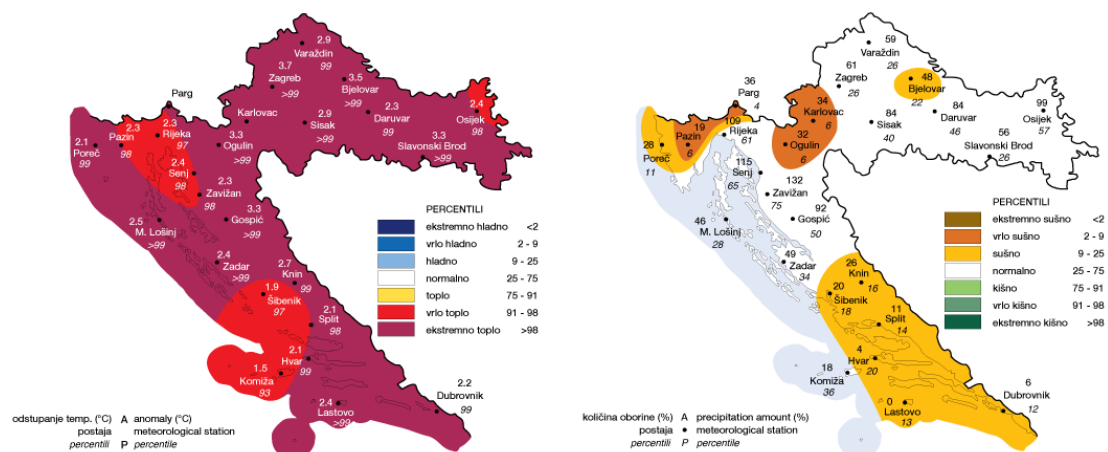 2.9
Varaždin
99
3.7
Zagreb
>99
3.5
Bjelovar
>99
2.4
Osijek
98
Parg
Karlovac
2.9
Sisak
>99
2.3
Daruvar
99
2.3
Rijeka
97
2.3
Pazin
98
2.1
Poreč
99
3.3
Ogulin
>99
3.3
Slavonski Brod
>99
2.4
Senj
98
2.3
Zavižan
98
3.3
Gospić
>99
2.5
M. Lošinj
>99
2.4
Zadar
>99
2.7
Knin
99
1.9
Šibenik
97
2.1
Split
98
2.1
Hvar
99
1.5
Komiža
93
2.4
Lastovo
>99
2.2
Dubrovnik
99
PERCENTILI
ekstremno hladno <2
vrlo hladno 2 - 9
hladno 9 - 25
normalno 25 - 75
toplo 75 - 91
vrlo toplo 91 - 98
ekstremno toplo >98
odstupanje temp. (°C) A anomaly (°C)
postaja meteorological station
percentili P percentile
59
Varaždin
26
61
Zagreb
26
48
Bjelovar
22
99
Osijek
57
36
Parg
4
34
Karlovac
6
84
Sisak
40
84
Daruvar
46
109
Rijeka
61
19
Pazin
6
28
Poreč
11
32
Ogulin
6
56
Slavonski Brod
26
115
Senj
65
132
Zavižan
75
92
Gospić
50
46
M. Lošinj
28
49
Zadar
34
26
Knin
16
20
Šibenik
18
11
Split
14
4
Hvar
20
18
Komiža
36
0
Lastovo
13
6
Dubrovnik
12
PERCENTILI
ekstremno sušno <2
vrlo sušno 2 - 9
sušno 9 - 25
normalno 25 - 75
kišno 75 - 91
vrlo kišno 91 - 98
ekstremno kišno >98
količina oborine (%) A precipitation amount (%)
postaja meteorological station
percentili P percentile